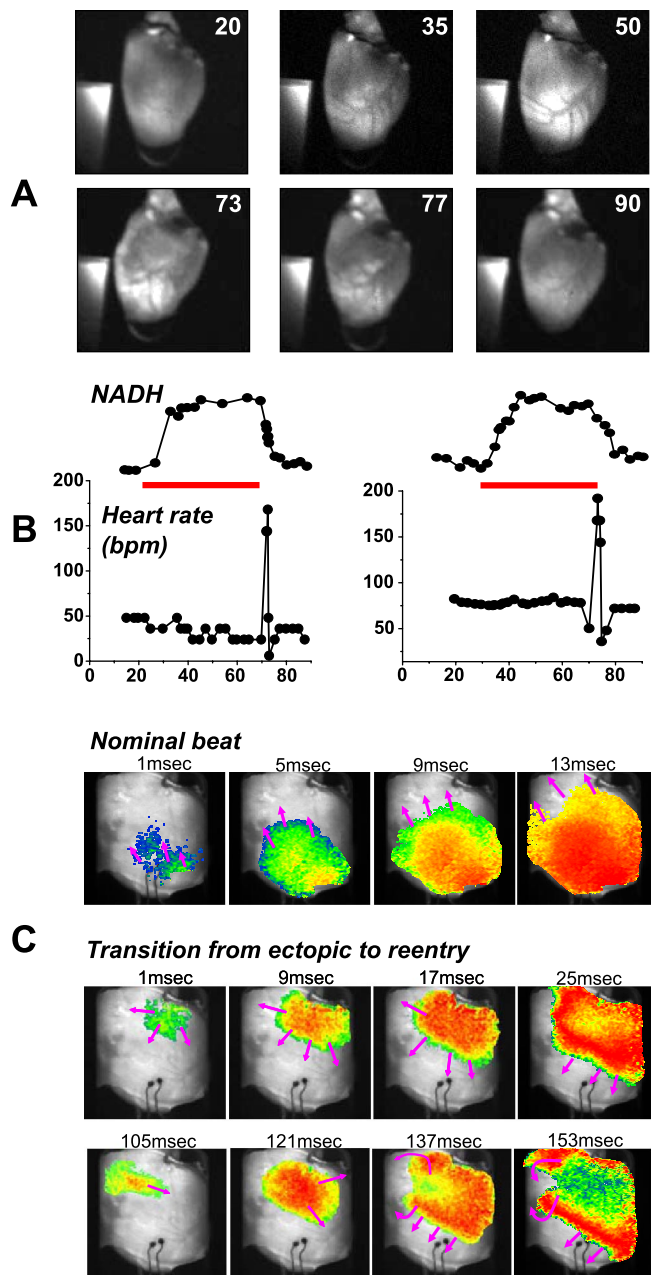 20 35 50
A
73 77 90
NADH
B
Heart rate
(bpm)
200
150
100
50
0
0 20 40 60 80
200
150
100
50
0 20 40 60 80
Nominal beat
1msec 5msec 9msec 13msec
C
Transition from ectopic to reentry
1msec 9msec 17msec 25msec
105msec 121msec 137msec 153msec